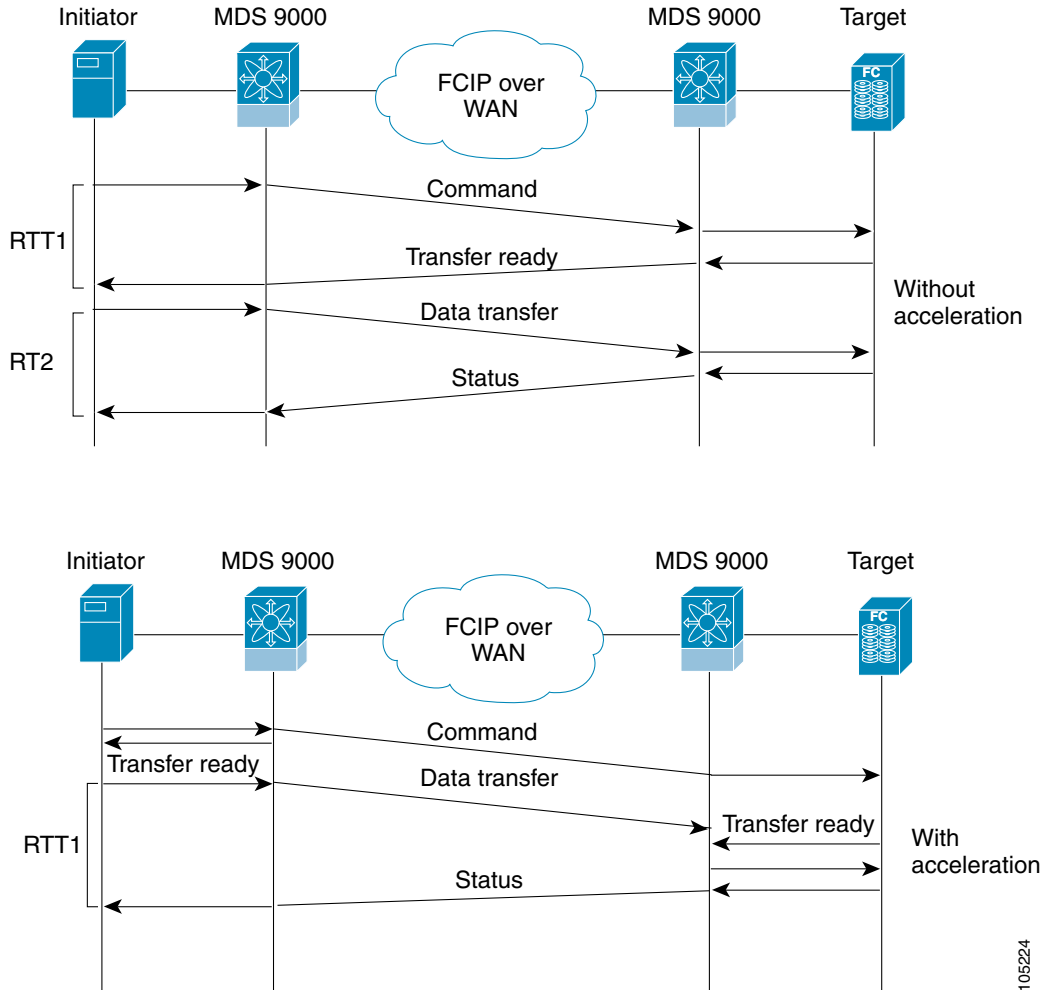 Initiator
MDS 9000
MDS 9000
Target
FCIP over
WAN
FC
Command
RTT1
Transfer ready
Without
acceleration
Data transfer
RT2
Status
Initiator
MDS 9000
MDS 9000
Target
FCIP over
WAN
FC
Command
Transfer ready
Data transfer
Transfer ready
RTT1
With
acceleration
Status
105224